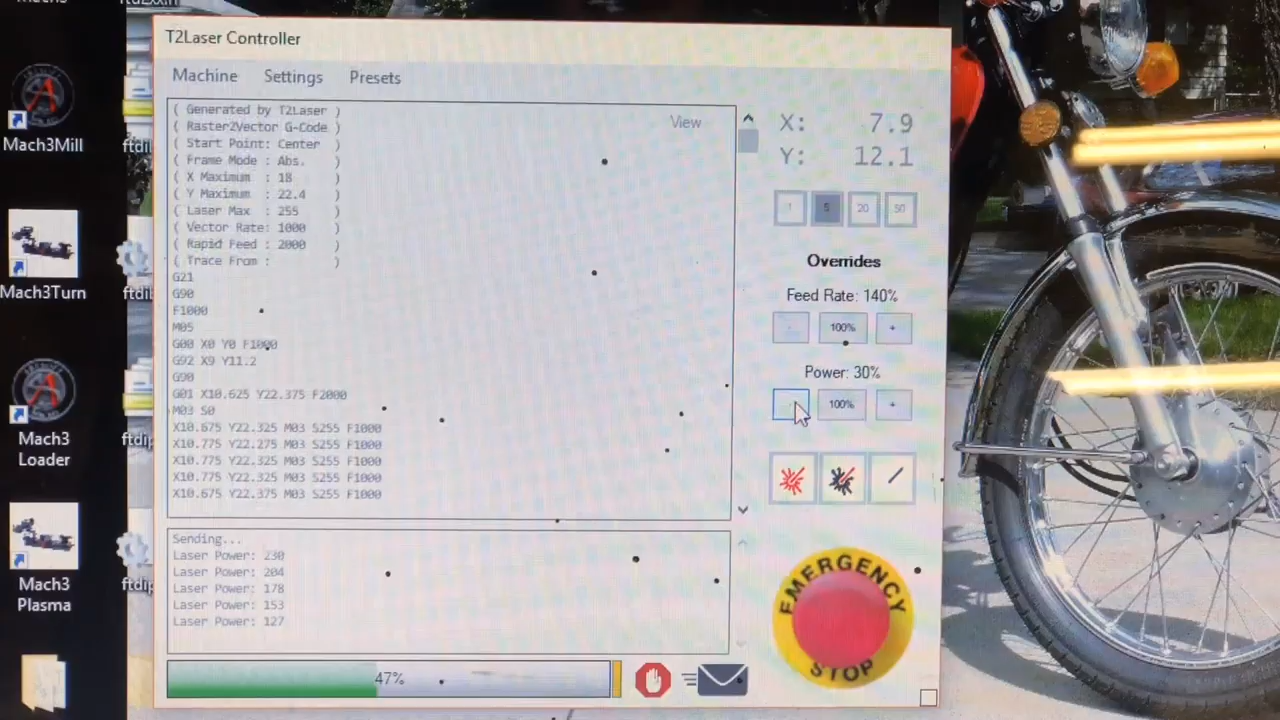 Mach3Mill
Mach3Turn
Mach3
Loader
Mach3
Plasma
T2Laser Controller
Machine Settings Presets
( Generated by T2Laser )
( Raster2Vector G-Code )
( Start Point: Center )
( Frame Mode : Abs. )
( X Maximum : 18 )
( Y Maximum : 22.4 )
( Laser Max : 255 )
( Vector Rate: 1000 )
( Rapid Feed : 2000 )
( Trace From : )
G21
G90
F1000
M05
G00 X0 Y0 F1000
G92 X9 Y11.2
G90
G01 X10.625 Y22.375 F2000
M03 S0
X10.675 Y22.325 M03 S255 F1000
X10.775 Y22.275 M03 S255 F1000
X10.775 Y22.225 M03 S255 F1000
X10.775 Y22.325 M03 S255 F1000
X10.675 Y22.375 M03 S255 F1000
View
Sending...
Laser Power: 230
Laser Power: 204
Laser Power: 178
Laser Power: 153
Laser Power: 127
47%
X: 7.9
Y: 12.1
1 5 20 50
Overrides
Feed Rate: 140%
- 100% +
Power: 30%
100% +
EMERGENCY
STOP